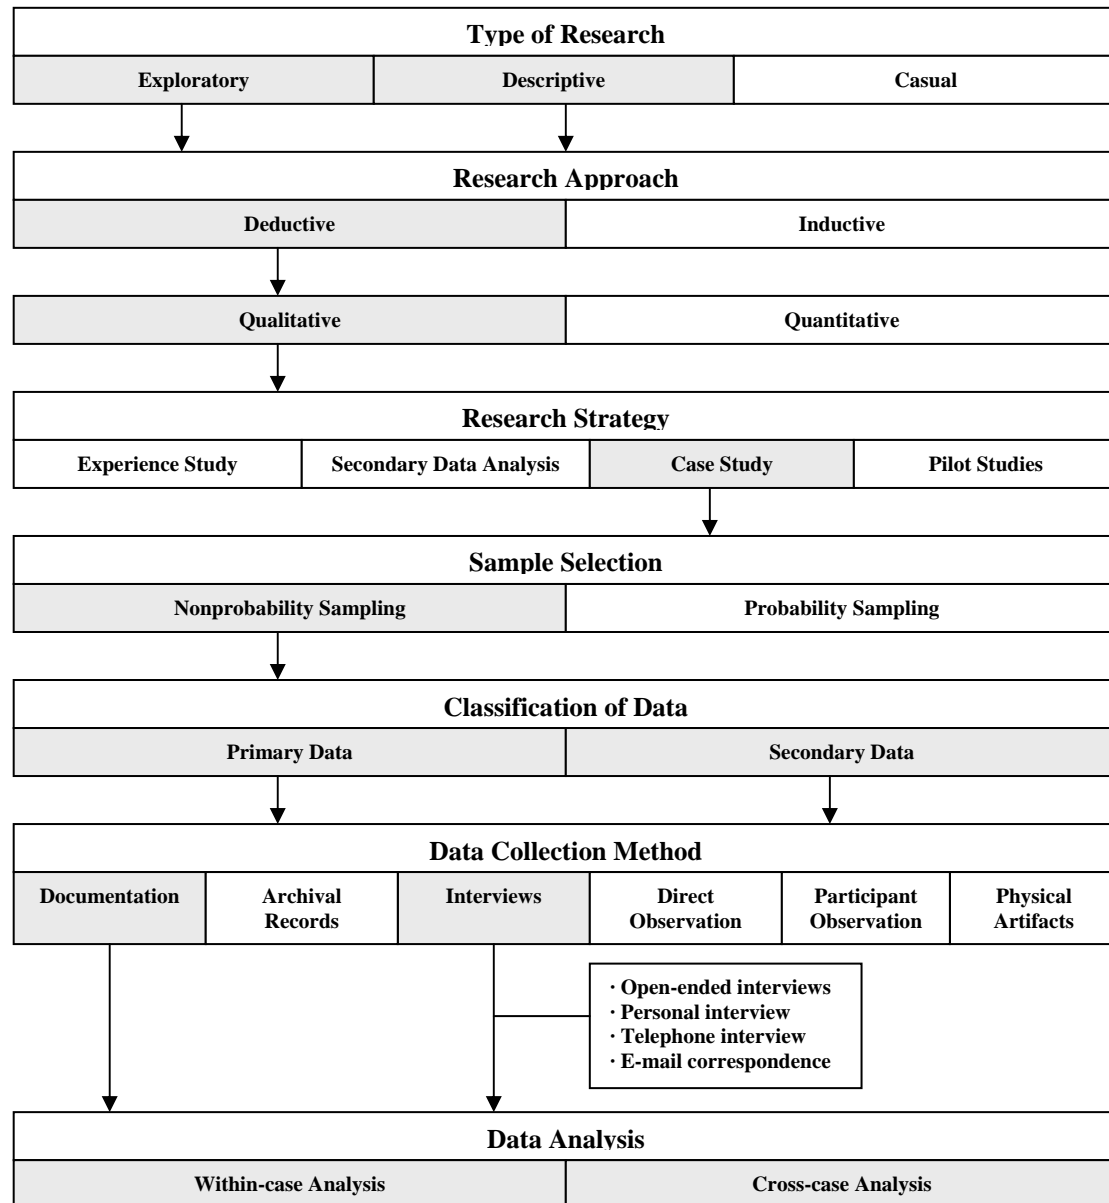 Type of Research
Exploratory Descriptive Casual
Research Approach
Deductive Inductive
Qualitative Quantitative
Research Strategy
Experience Study Secondary Data Analysis Case Study Pilot Studies
Sample Selection
Nonprobability Sampling Probability Sampling
Classification of Data
Primary Data Secondary Data
Data Collection Method
Documentation Archival Interviews Direct Participant Physical
Records Observation Observation Artifacts
· Open-ended interviews
· Personal interview
· Telephone interview
· E-mail correspondence
Data Analysis
Within-case Analysis Cross-case Analysis